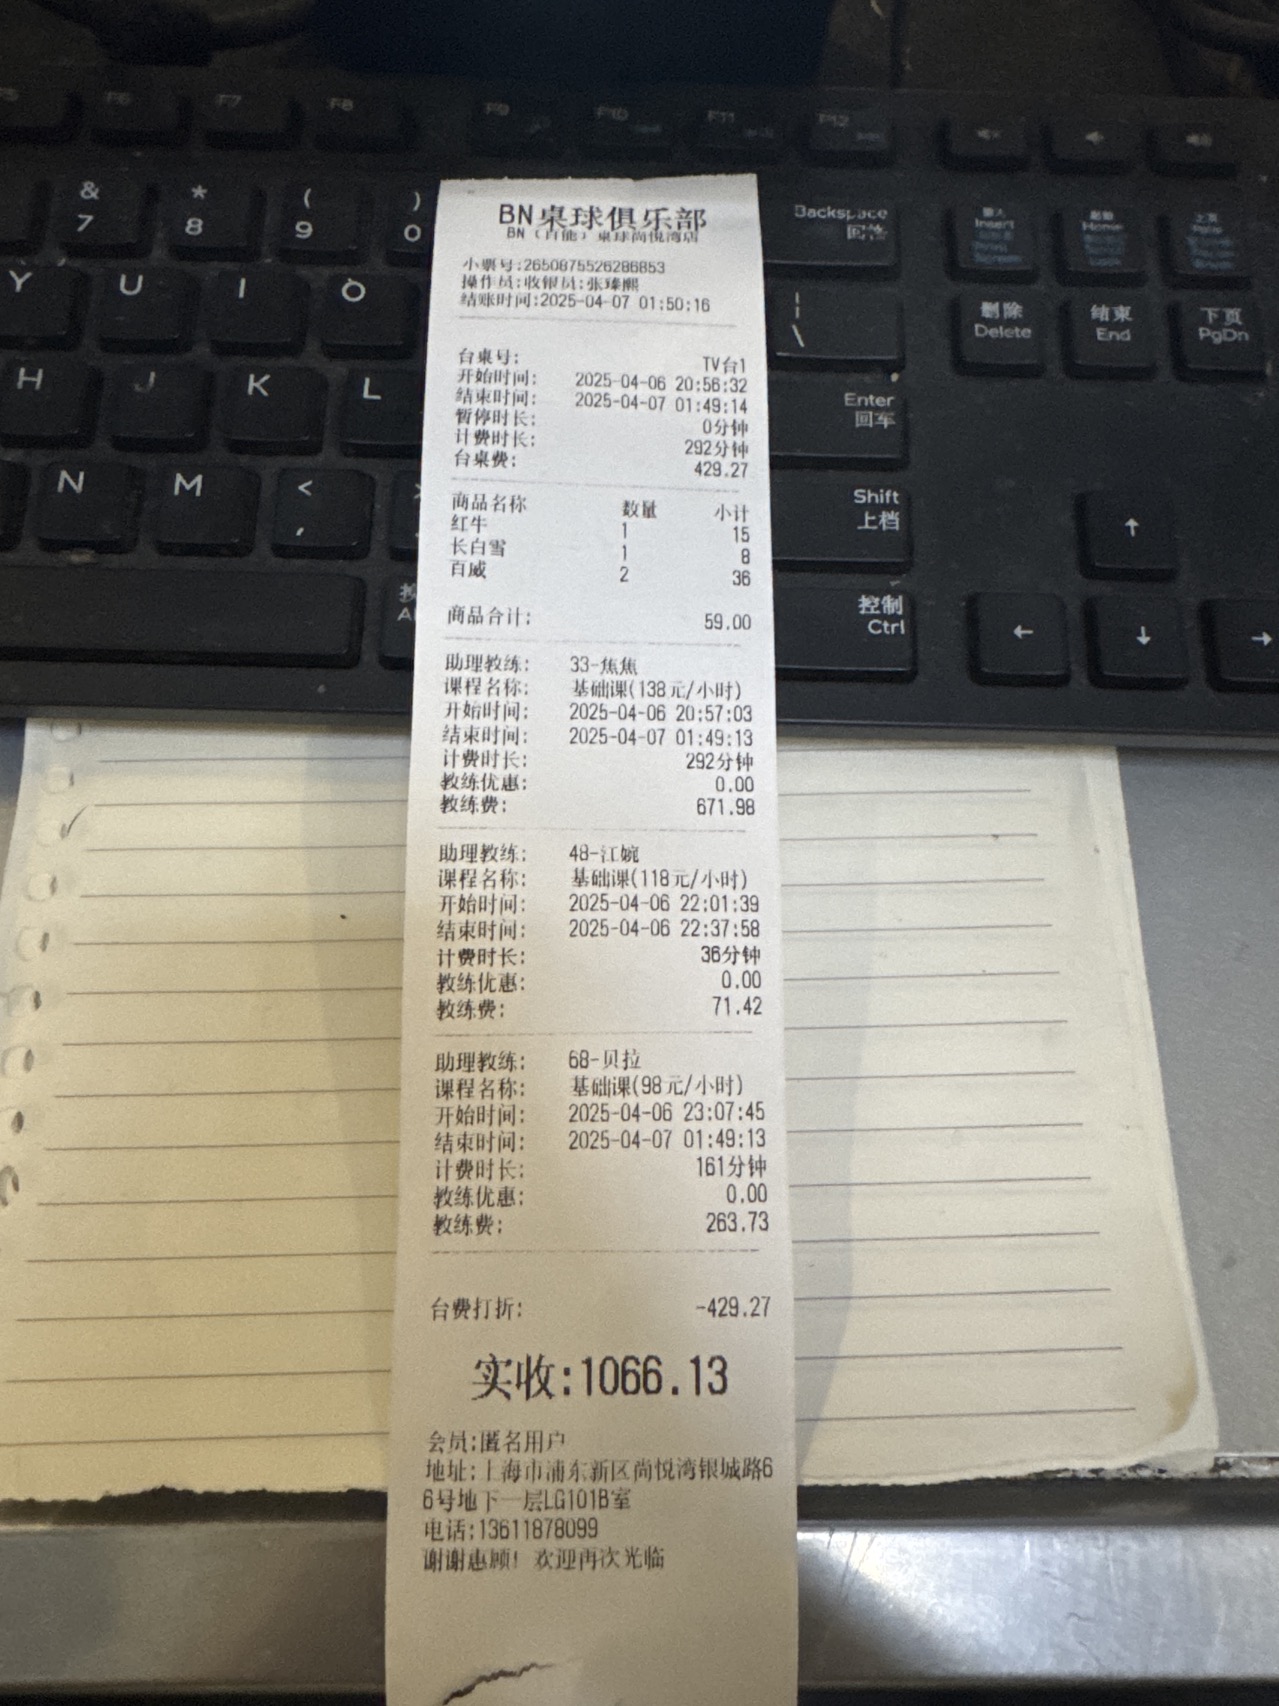 F6 F7 F8 F9 F10 F11 F12
& 7 * 8 ( 9 ) 0
Backspace
Insert
Home
Y U I O
删除 Delete
结束 End
下页 PgDn
H J K L
Enter 回车
N M < ,
Shift 上档
控制 Ctrl
BN桌球俱乐部
BN（百能）桌球尚悦湾店
小票号:2650875526286853
操作员:收银员:张臻熙
结账时间:2025-04-07 01:50:16
台桌号: TV台1
开始时间: 2025-04-06 20:56:32
结束时间: 2025-04-07 01:49:14
暂停时长: 0分钟
计费时长: 292分钟
台桌费: 429.27
商品名称 数量 小计
红牛 1 15
长白雪 1 8
百威 2 36
商品合计: 59.00
助理教练: 33-焦焦
课程名称: 基础课(138元/小时)
开始时间: 2025-04-06 20:57:03
结束时间: 2025-04-07 01:49:13
计费时长: 292分钟
教练优惠: 0.00
教练费: 671.98
助理教练: 48-江婉
课程名称: 基础课(118元/小时)
开始时间: 2025-04-06 22:01:39
结束时间: 2025-04-06 22:37:58
计费时长: 36分钟
教练优惠: 0.00
教练费: 71.42
助理教练: 68-贝拉
课程名称: 基础课(98元/小时)
开始时间: 2025-04-06 23:07:45
结束时间: 2025-04-07 01:49:13
计费时长: 161分钟
教练优惠: 0.00
教练费: 263.73
台费打折: -429.27
实收:1066.13
会员:匿名用户
地址:上海市浦东新区尚悦湾银城路6
6号地下一层LG101B室
电话:13611878099
谢谢惠顾! 欢迎再次光临